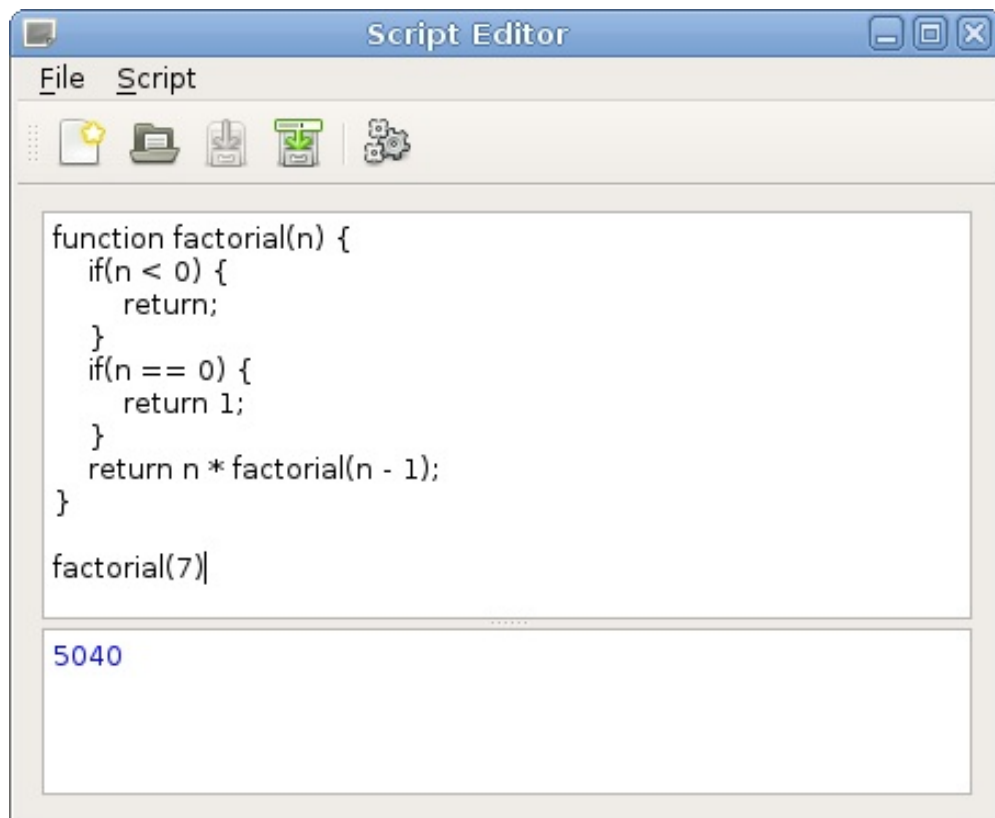 Script Editor
File Script
function factorial(n) {
if(n < 0) {
return;
}
if(n == 0) {
return 1;
}
return n * factorial(n - 1);
}
factorial(7)
5040